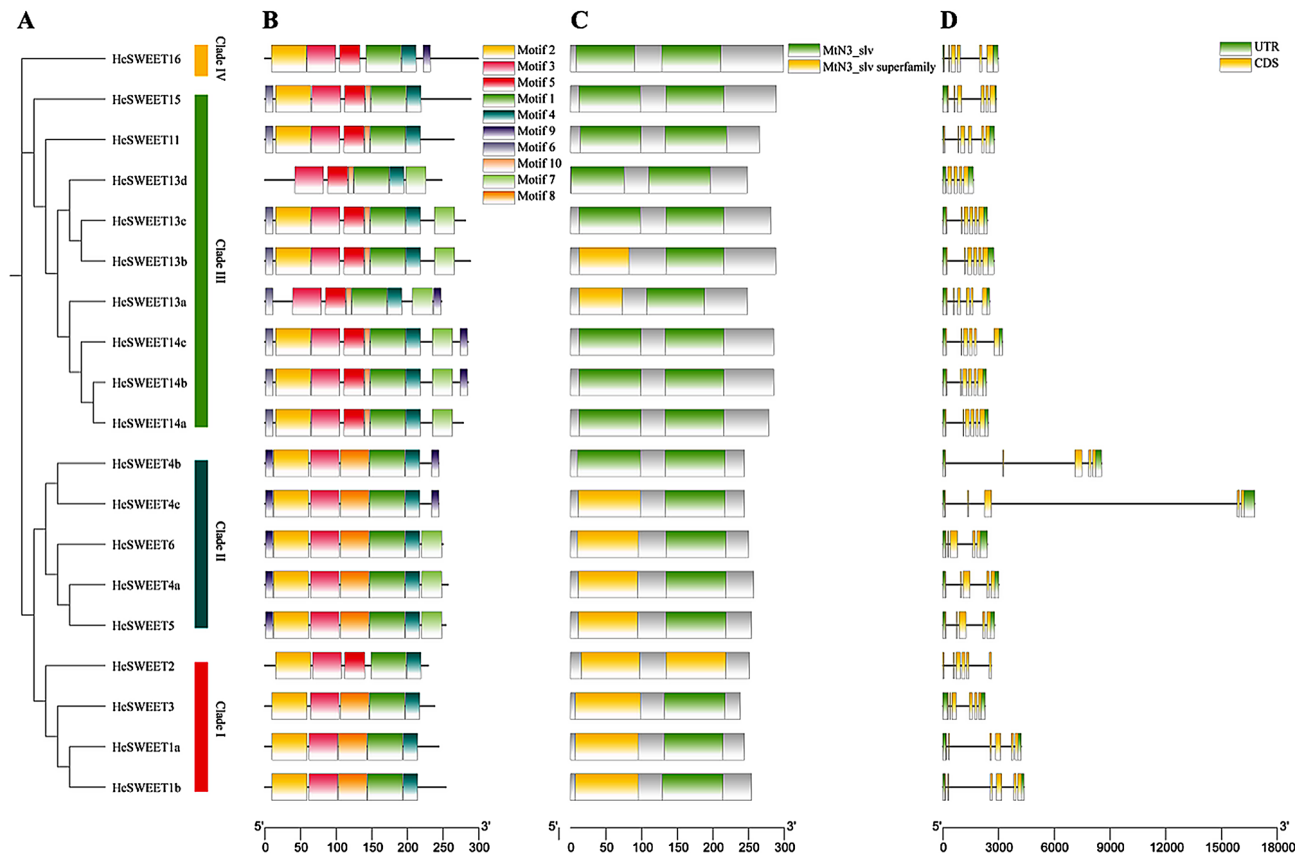 A
B
C
D
HcSWEET16
HcSWEET15
HcSWEET11
HcSWEET13d
HcSWEET13c
HcSWEET13b
HcSWEET13a
HcSWEET14c
HcSWEET14b
HcSWEET14a
HcSWEET4b
HcSWEET4c
HcSWEET6
HcSWEET4a
HcSWEET5
HcSWEET2
HcSWEET3
HcSWEET1a
HcSWEET1b
Clade IV
Clade III
Clade II
Clade I
Motif 2
Motif 3
Motif 5
Motif 1
Motif 4
Motif 9
Motif 6
Motif 10
Motif 7
Motif 8
MtN3_slv
MtN3_slv superfamily
UTR
CDS
5' 3'
0 50 100 150 200 250 300
5' 3'
0 50 100 150 200 250 300
5' 3'
0 3000 6000 9000 12000 15000 18000